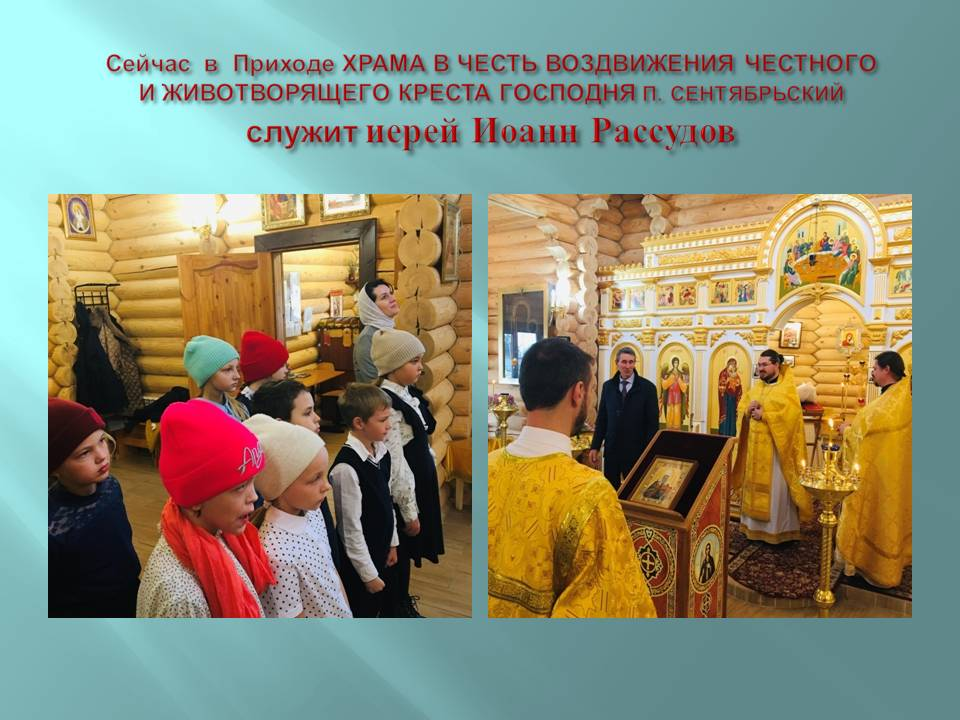 Сейчас в Приходе ХРАМА В ЧЕСТЬ ВОЗДВИЖЕНИЯ ЧЕСТНОГО
И ЖИВОТВОРЯЩЕГО КРЕСТА ГОСПОДНЯ П. СЕНТЯБРЬСКИЙ
служит иерей Иоанн Рассудов